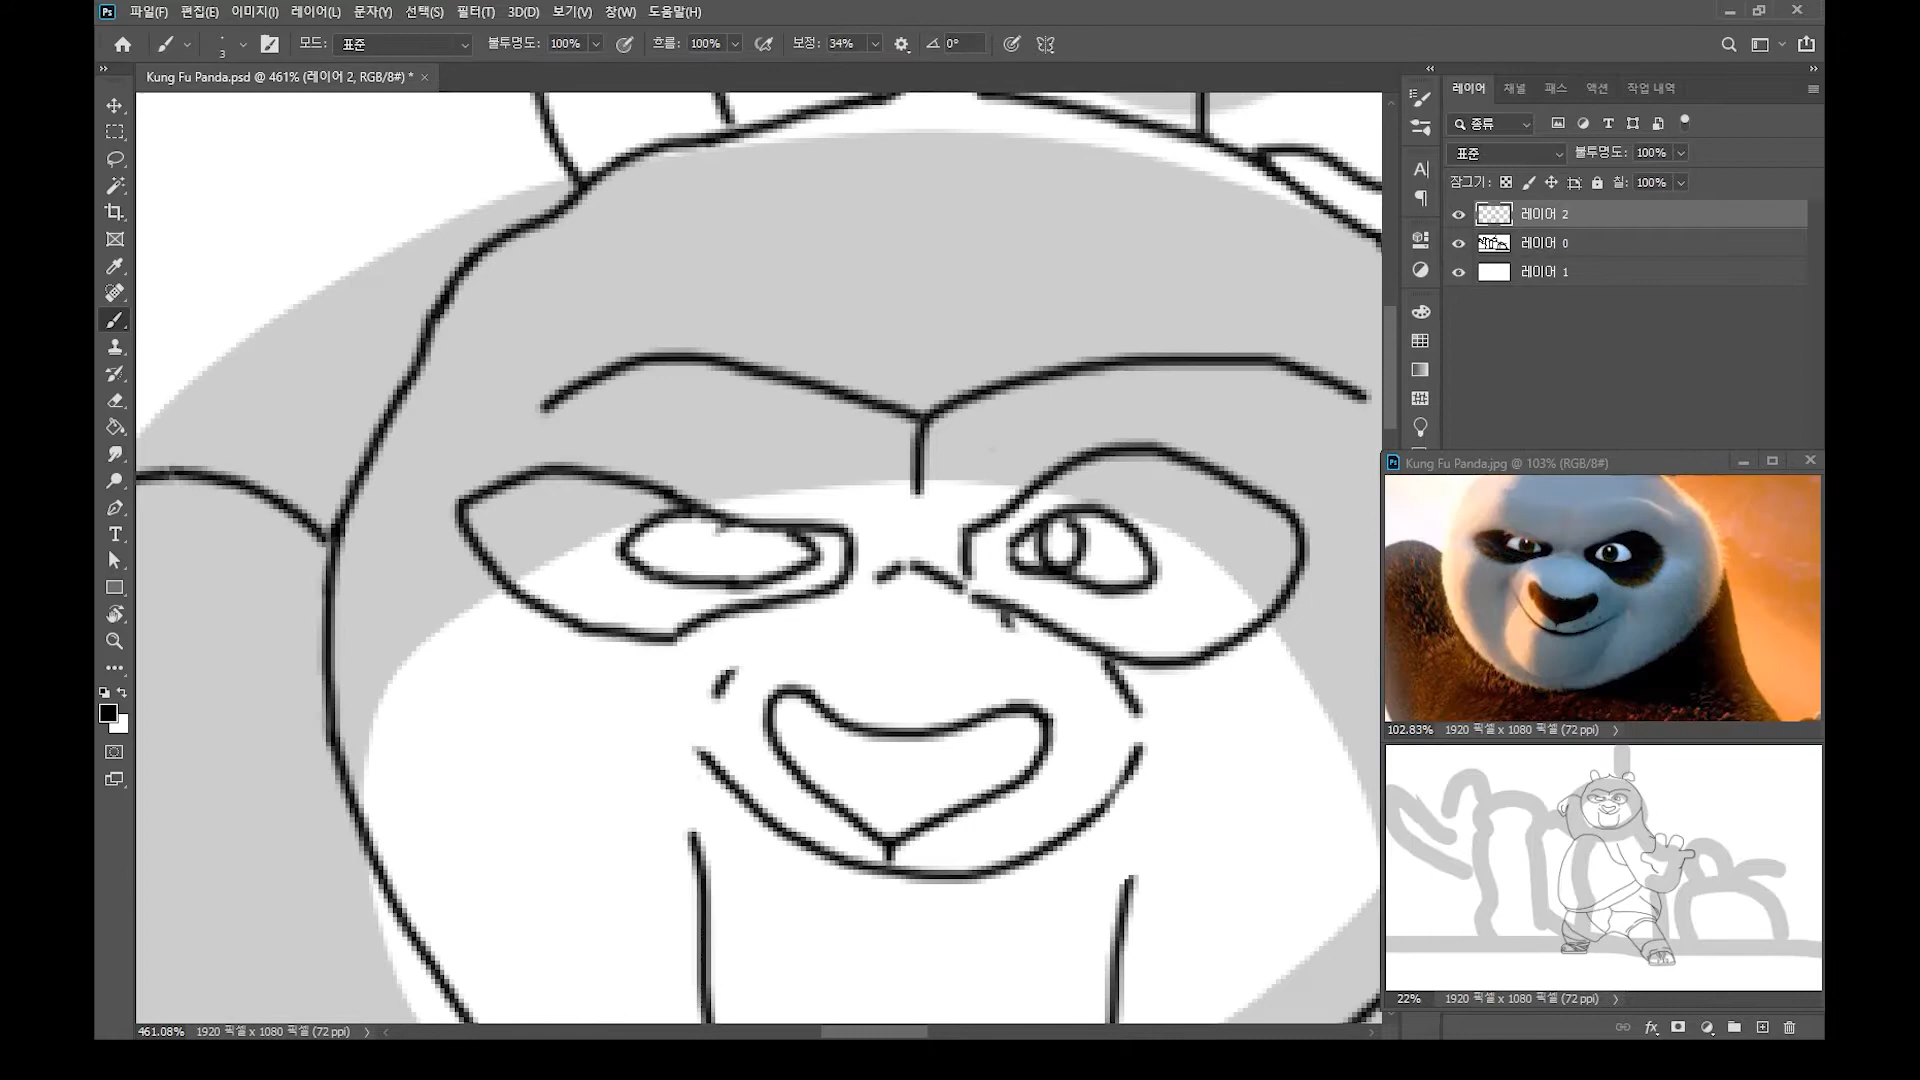 Ps 파일(F) 편집(E) 이미지(I) 레이어(L) 문자(Y) 선택(S) 필터(T) 3D(D) 보기(V) 창(W) 도움말(H)
3 모드: 표준 불투명도: 100% 흐름: 100% 보정: 34% 0°
Kung Fu Panda.psd @ 461% (레이어 2, RGB/8#) * ×
레이어 채널 패스 액션 작업 내역
종류
표준 불투명도: 100%
잠그기: 칠: 100%
레이어 2
레이어 0
레이어 1
Ps Kung Fu Panda.jpg @ 103% (RGB/8#)
102.83% 1920 픽셀 x 1080 픽셀 (72 ppi)
22% 1920 픽셀 x 1080 픽셀 (72 ppi)
461.08% 1920 픽셀 x 1080 픽셀 (72 ppi)
fx